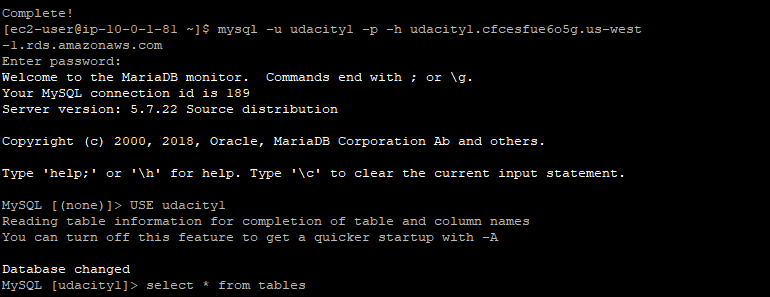 Complete!
[ec2-user@ip-10-0-1-81 ~]$ mysql -u udacity1 -p -h udacity1.cfcesfue6o5g.us-west
-1.rds.amazonaws.com
Enter password:
Welcome to the MariaDB monitor.  Commands end with ; or \g.
Your MySQL connection id is 189
Server version: 5.7.22 Source distribution
Copyright (c) 2000, 2018, Oracle, MariaDB Corporation Ab and others.
Type 'help;' or '\h' for help. Type '\c' to clear the current input statement.
MySQL [(none)]> USE udacity1
Reading table information for completion of table and column names
You can turn off this feature to get a quicker startup with -A
Database changed
MySQL [udacity1]> select * from tables